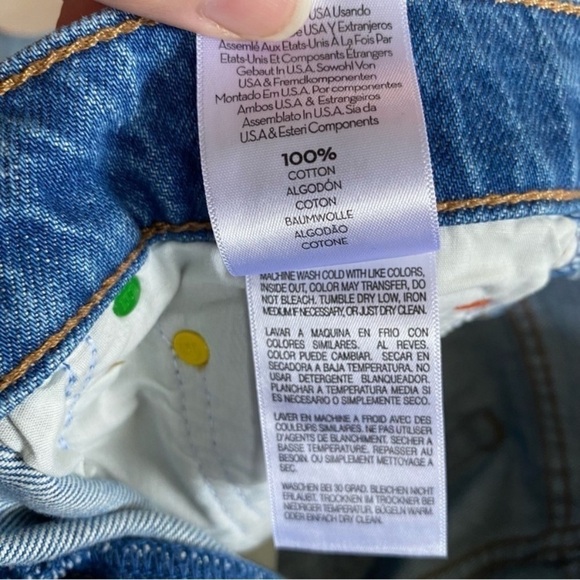 USA Usando
USA Y Extranjeros
Assemlé Aux Etats-Unis À La Fois Par
Etats-Unis Et Composants Étrangers
Gebaut In U.S.A. Sowohl Von
USA & Fremdkomponenten
Montado Em U.S.A. Por componentes
Ambos U.S.A & Estrangeiros
Assemblato In U.S.A. Sia da
U.S.A & Esteri Components
100%
COTTON
ALGODÓN
COTON
BAUMWOLLE
ALGODÃO
COTONE
MACHINE WASH COLD WITH LIKE COLORS,
INSIDE OUT, COLOR MAY TRANSFER, DO
NOT BLEACH. TUMBLE DRY LOW, IRON
MEDIUM IF NECESSARY, OR JUST DRY CLEAN.
LAVAR A MAQUINA EN FRIO CON
COLORES SIMILARES. AL REVES.
COLOR PUEDE CAMBIAR. SECAR EN
SEGADORA A BAJA TEMPERATURA. NO
USAR DETERGENTE BLANQUEADOR.
PLANCHAR A TEMPERATURA MEDIA SI
ES NECESARIO O SIMPLEMENTE SECO.
LAVER EN MACHINE A FROID AVEC DES
COULEURS SIMILAIRES. NE PAS UTILISER
D'AGENTS DE BLANCHIMENT. SECHER A
BASSE TEMPERATURE. REPASSER AU
BESOIN. OU SIMPLEMENT METTOYAGE A
SEC.
WASCHEN BEI 30 GRAD. BLEICHEN NICHT
ERLAUBT. TROCKNEN IM TROCKNER BEI
NIEDRIGER TEMPERATUR. BÜGELN WARM
ODER EINFACH DRY CLEAN.